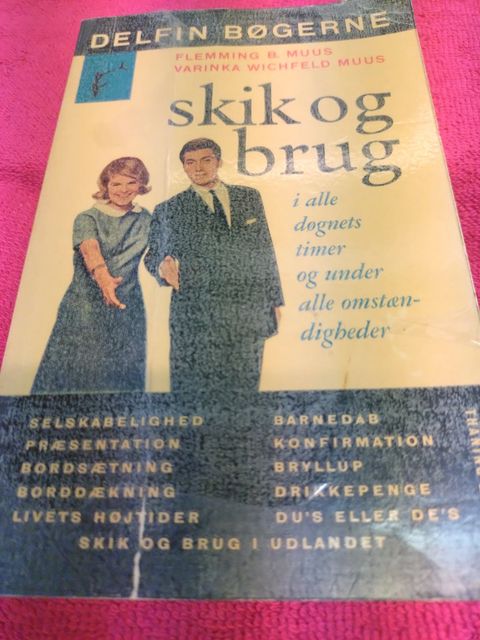 DELFIN BØGERNE
FLEMMING B. MUUS
VARINKA WICHFELD MUUS
skik og
brug
i alle
døgnets
timer
og under
alle omstæn-
digheder
SELSKABELIGHED
PRÆSENTATION
BORDSÆTNING
BORDDÆKNING
LIVETS HØJTIDER
BARNEDAB
KONFIRMATION
BRYLLUP
DRIKKEPENGE
DU'S ELLER DE'S
SKIK OG BRUG I UDLANDET